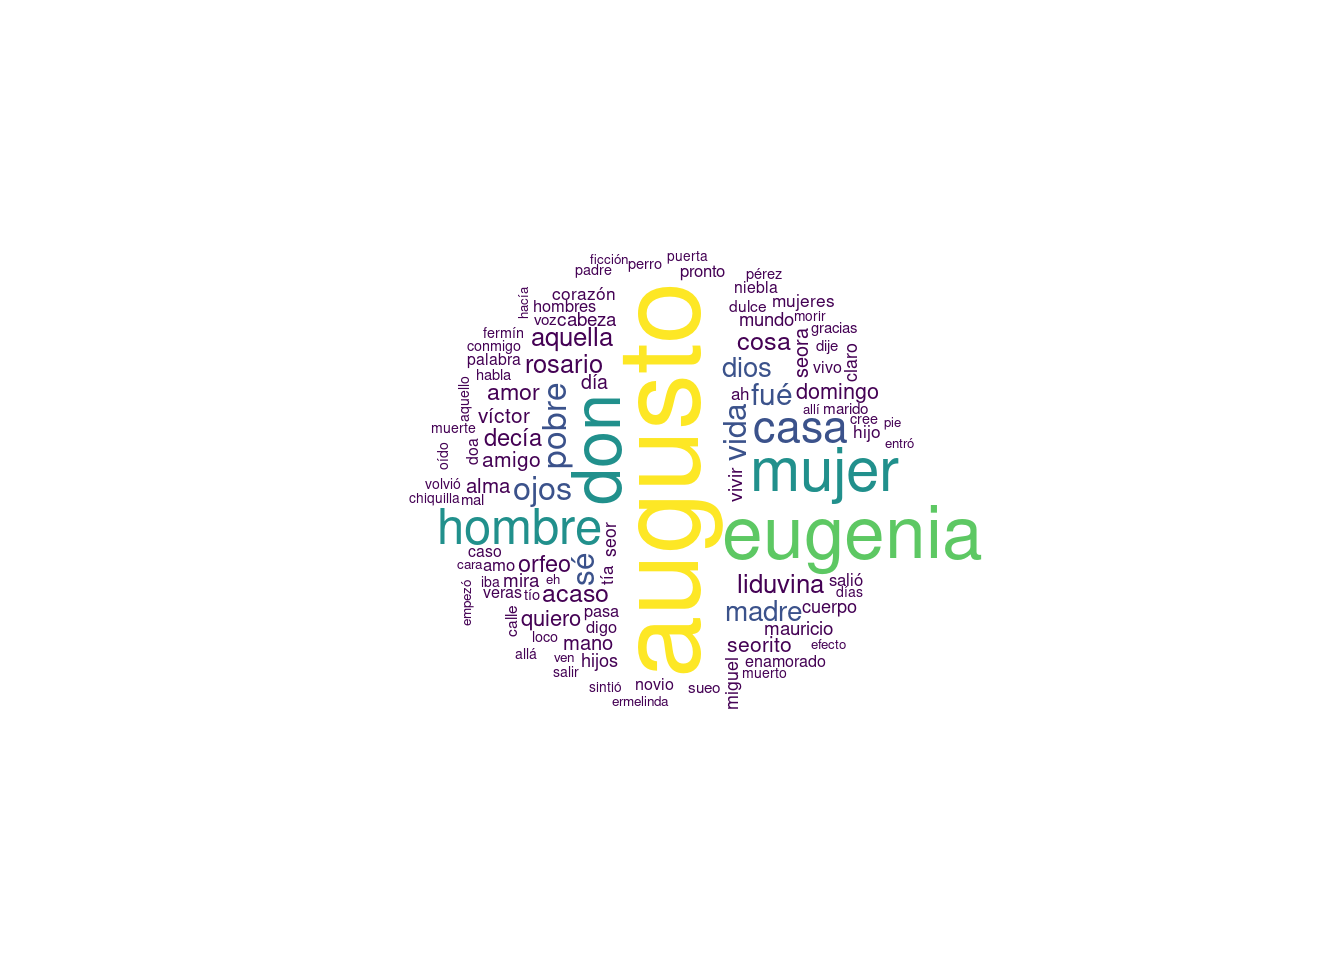 ficción
puerta
padre
perro
pronto
pérez
niebla
hacía
corazón
hombres
dulce
mujeres
voz
cabeza
mundo
morir
fermín
aquella
augusto
cosa
seora
gracias
conmigo
dije
palabra
rosario
dios
vivo
claro
habla
día
aquello
amor
pobre
don
ah
fué
domingo
víctor
vida
allí
marido
muerte
decía
casa
cree
pie
hijo
entró
oído
doa
amigo
vivir
mujer
volvió
alma
ojos
chiquilla
mal
hombre
eugenia
seor
caso
cara
amo
orfeo
sé
tía
iba
mira
eh
liduvina
salió
empezó
veras
tío
acaso
días
calle
quiero
pasa
madre
cuerpo
digo
mauricio
loco
mano
seorito
efecto
allá
ven
hijos
miguel
enamorado
salir
muerto
sintió
novio
sueo
ermelinda